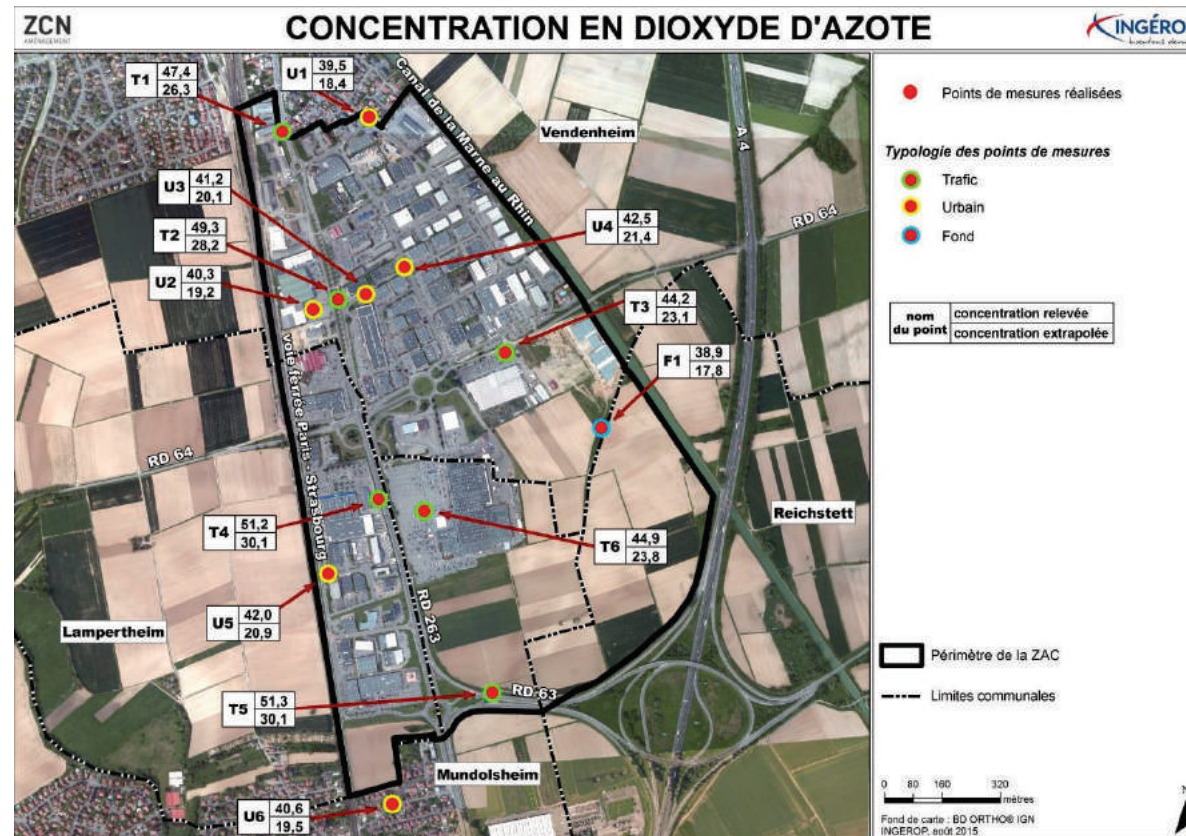 ZCN
AMÉNAGEMENT
CONCENTRATION EN DIOXYDE D'AZOTE
INGÉROP
T1 47,4
26,3
U1 39,5
18,4
Canal de la Marne au Rhin
Vendenheim
A 4
RD 64
U3 41,2
20,1
T2 49,3
28,2
U2 40,3
19,2
U4 42,5
21,4
T3 44,2
23,1
F1 38,9
17,8
voie ferrée Paris - Strasbourg
RD 64
T4 51,2
30,1
T6 44,9
23,8
Reichstett
U5 42,0
20,9
Lampertheim
RD 263
T5 51,3
30,1
RD 63
Mundolsheim
U6 40,6
19,5
Points de mesures réalisées
Typologie des points de mesures
Trafic
Urbain
Fond
nom du point
concentration relevée
concentration extrapolée
Périmètre de la ZAC
Limites communales
0 80 160 320
mètres
N
Fond de carte : BD ORTHO® IGN
INGEROP, août 2015